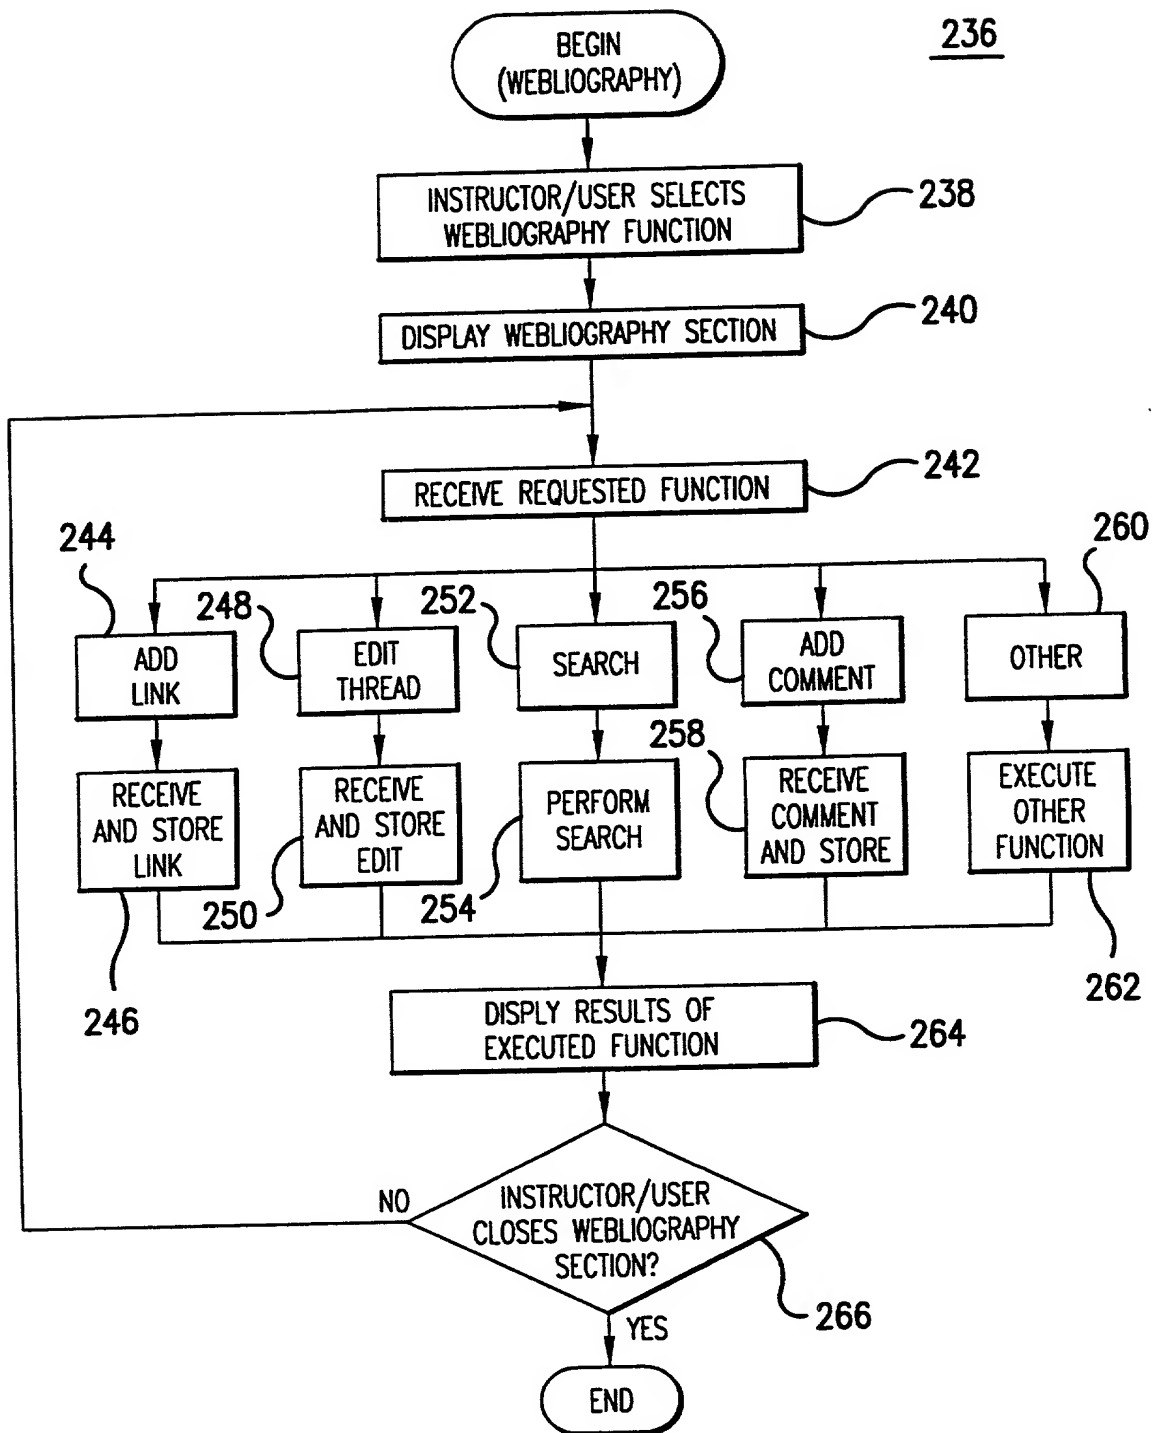 BEGIN
(WEBLIOGRAPHY)
236
INSTRUCTOR/USER SELECTS
WEBLIOGRAPHY FUNCTION
238
DISPLAY WEBLIOGRAPHY SECTION
240
RECEIVE REQUESTED FUNCTION
242
244
ADD
LINK
248
EDIT
THREAD
252
SEARCH
256
ADD
COMMENT
260
OTHER
RECEIVE
AND STORE
LINK
246
RECEIVE
AND STORE
EDIT
250
PERFORM
SEARCH
254
258
RECEIVE
COMMENT
AND STORE
EXECUTE
OTHER
FUNCTION
262
DISPLY RESULTS OF
EXECUTED FUNCTION
264
INSTRUCTOR/USER
CLOSES WEBLIOGRAPHY
SECTION?
266
NO
YES
END